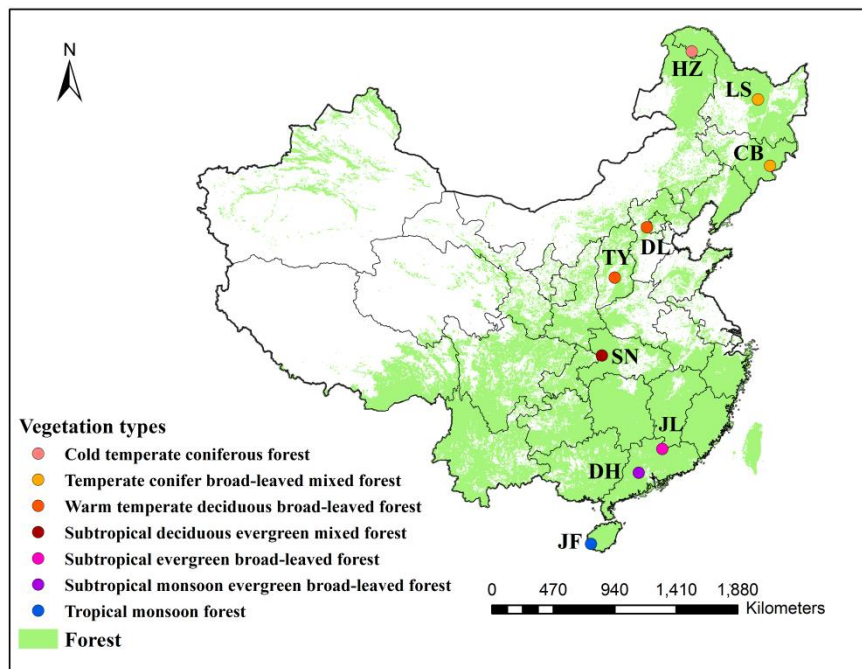 N
HZ
LS
CB
DL
TY
SN
JL
DH
JF
Vegetation types
Cold temperate coniferous forest
Temperate conifer broad-leaved mixed forest
Warm temperate deciduous broad-leaved forest
Subtropical deciduous evergreen mixed forest
Subtropical evergreen broad-leaved forest
Subtropical monsoon evergreen broad-leaved forest
Tropical monsoon forest
Forest
0 470 940 1,410 1,880
Kilometers